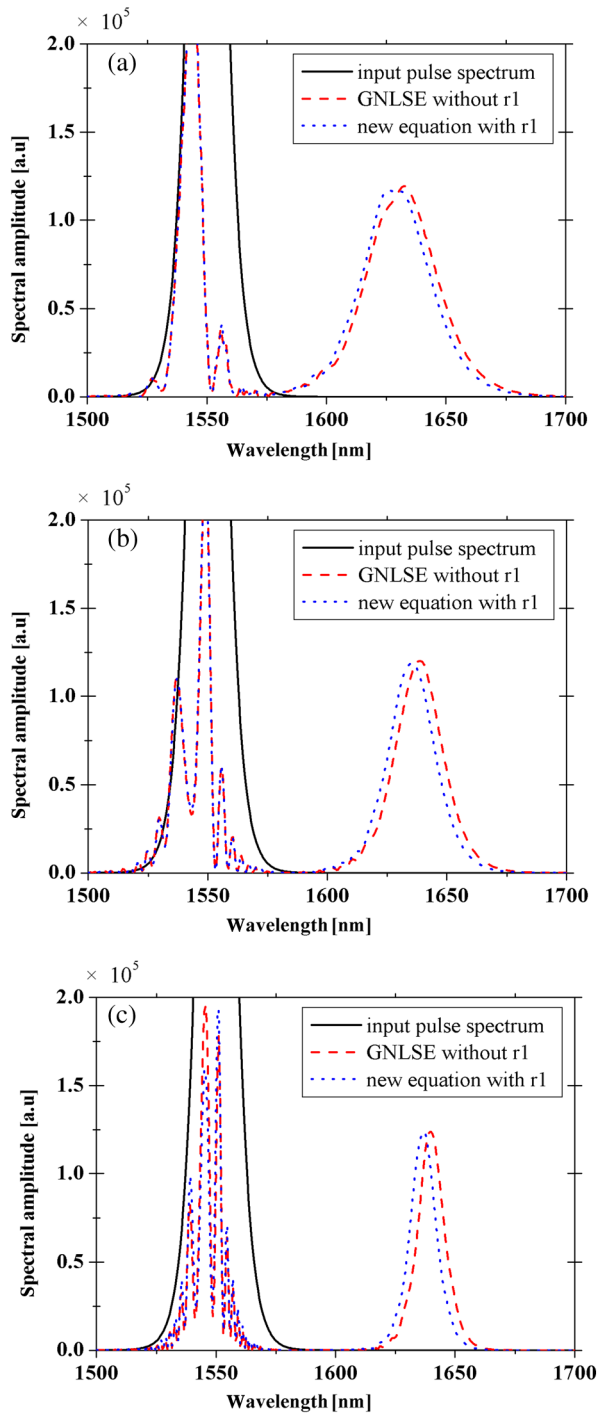 × 10⁵
(a)
input pulse spectrum
GNLSE without r1
new equation with r1
Spectral amplitude [a.u]
2.0
1.5
1.0
0.5
0.0
1500 1550 1600 1650 1700
Wavelength [nm]
× 10⁵
(b)
input pulse spectrum
GNLSE without r1
new equation with r1
Spectral amplitude [a.u]
2.0
1.5
1.0
0.5
0.0
1500 1550 1600 1650 1700
Wavelength [nm]
× 10⁵
(c)
input pulse spectrum
GNLSE without r1
new equation with r1
Spectral amplitude [a.u]
2.0
1.5
1.0
0.5
0.0
1500 1550 1600 1650 1700
Wavelength [nm]